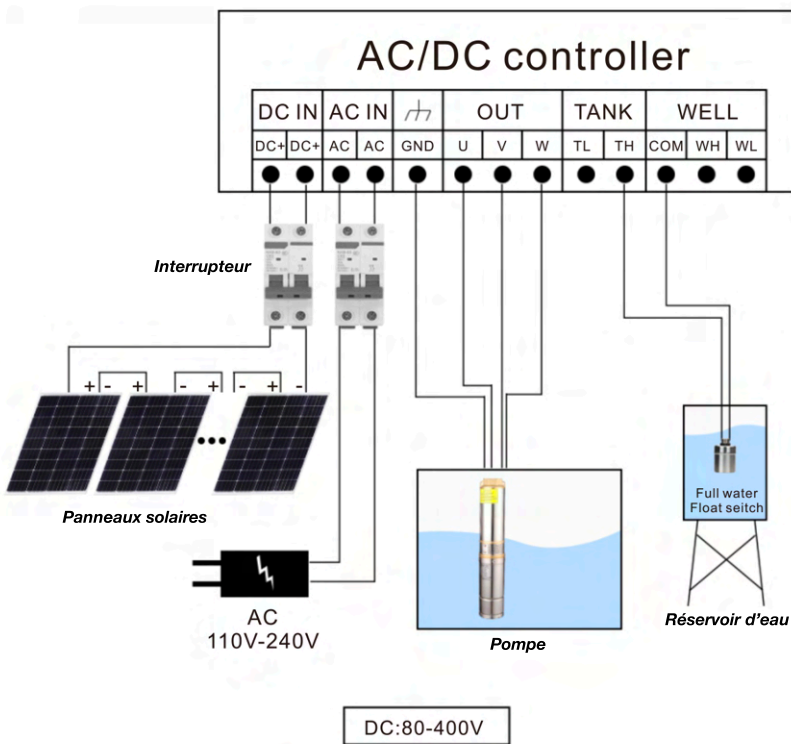 AC/DC controller
DC IN AC IN OUT TANK WELL
DC+ DC+ AC AC GND U V W TL TH COM WH WL
Interrupteur
+ - + - + - + -
Panneaux solaires
Full water
Float seitch
AC
110V-240V
Pompe
Réservoir d’eau
DC:80-400V